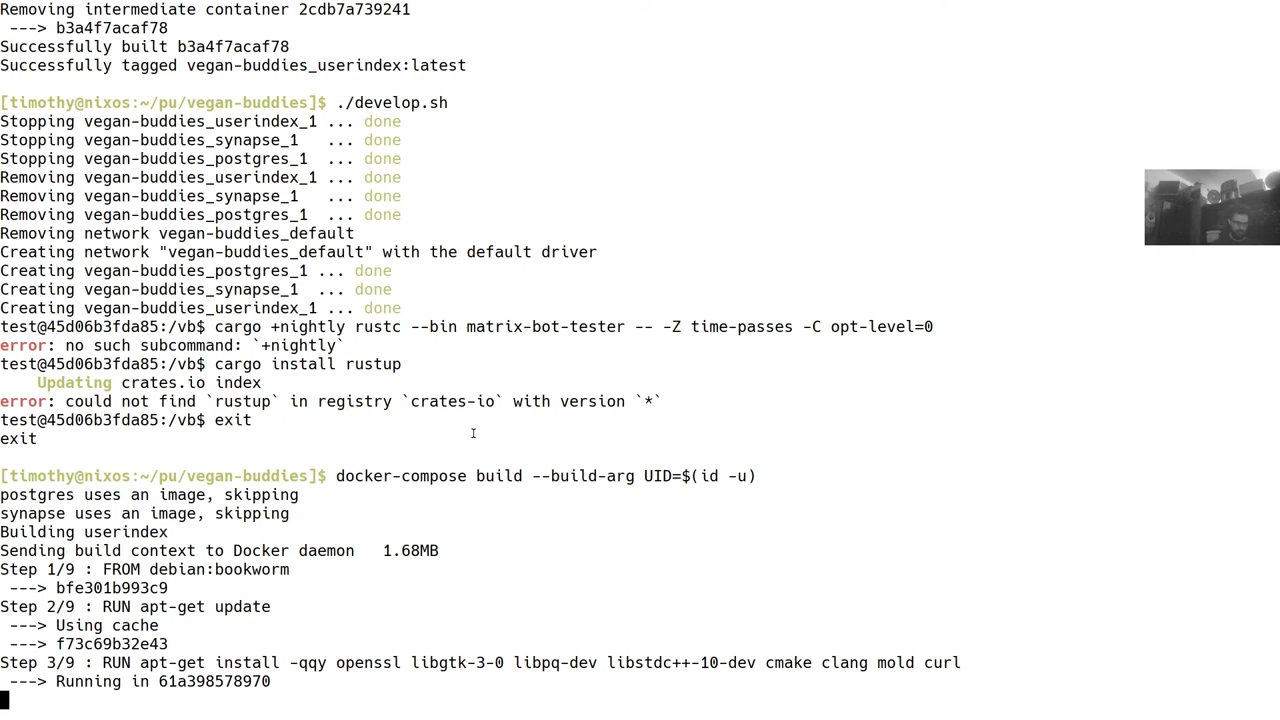 Removing intermediate container 2cdb7a739241
 ---> b3a4f7acaf78
Successfully built b3a4f7acaf78
Successfully tagged vegan-buddies_userindex:latest
[timothy@nixos:~/pu/vegan-buddies]$ ./develop.sh
Stopping vegan-buddies_userindex_1 ... done
Stopping vegan-buddies_synapse_1   ... done
Stopping vegan-buddies_postgres_1  ... done
Removing vegan-buddies_userindex_1 ... done
Removing vegan-buddies_synapse_1   ... done
Removing vegan-buddies_postgres_1  ... done
Removing network vegan-buddies_default
Creating network "vegan-buddies_default" with the default driver
Creating vegan-buddies_postgres_1 ... done
Creating vegan-buddies_synapse_1  ... done
Creating vegan-buddies_userindex_1 ... done
test@45d06b3fda85:/vb$ cargo +nightly rustc --bin matrix-bot-tester -- -Z time-passes -C opt-level=0
error: no such subcommand: `+nightly`
test@45d06b3fda85:/vb$ cargo install rustup
    Updating crates.io index
error: could not find `rustup` in registry `crates-io` with version `*`
test@45d06b3fda85:/vb$ exit
exit
[timothy@nixos:~/pu/vegan-buddies]$ docker-compose build --build-arg UID=$(id -u)
postgres uses an image, skipping
synapse uses an image, skipping
Building userindex
Sending build context to Docker daemon   1.68MB
Step 1/9 : FROM debian:bookworm
 ---> bfe301b993c9
Step 2/9 : RUN apt-get update
 ---> Using cache
 ---> f73c69b32e43
Step 3/9 : RUN apt-get install -qqy openssl libgtk-3-0 libpq-dev libstdc++-10-dev cmake clang mold curl
 ---> Running in 61a398578970